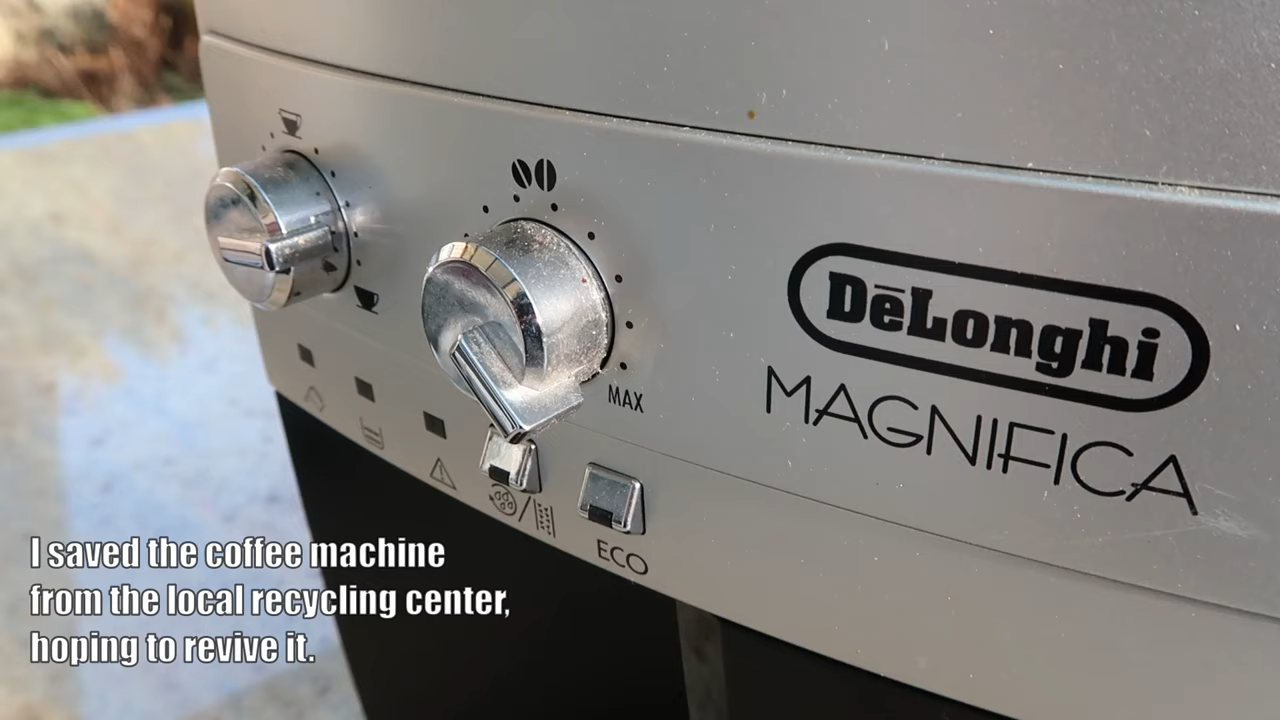 MAX
DēLonghi
MAGNIFICA
ECO
I saved the coffee machine
from the local recycling center,
hoping to revive it.